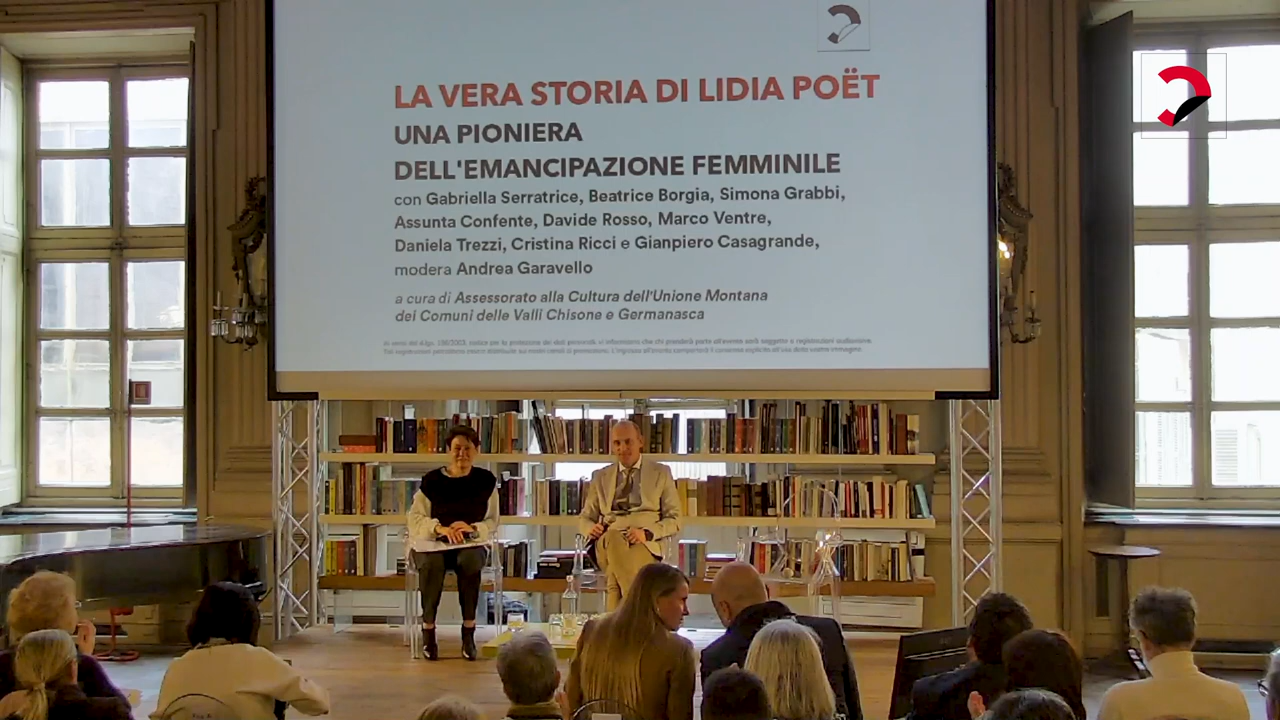 LA VERA STORIA DI LIDIA POËT
UNA PIONIERA
DELL'EMANCIPAZIONE FEMMINILE
con Gabriella Serratrice, Beatrice Borgia, Simona Grabbi,
Assunta Confente, Davide Rosso, Marco Ventre,
Daniela Trezzi, Cristina Ricci e Gianpiero Casagrande,
modera Andrea Garavello
a cura di Assessorato alla Cultura dell'Unione Montana
dei Comuni delle Valli Chisone e Germanasca